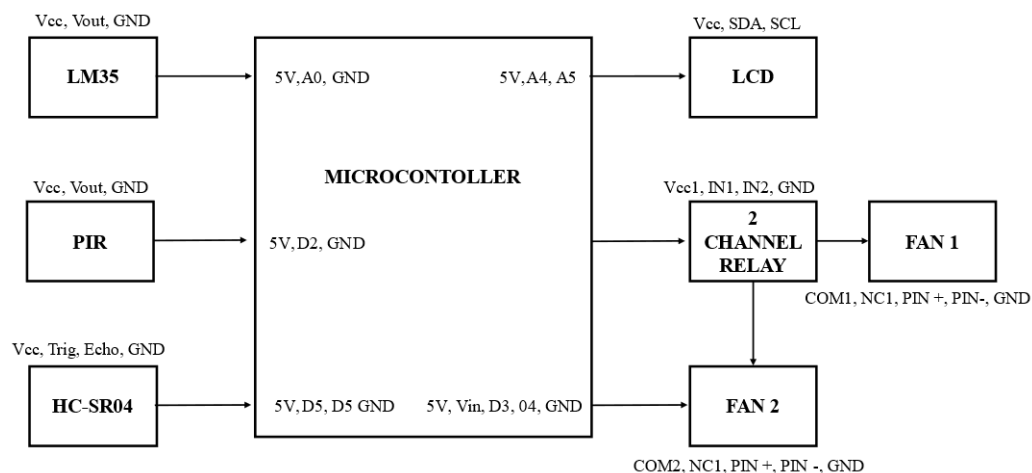 Vcc, Vout, GND
LM35
5V,A0, GND
5V,A4, A5
Vcc, SDA, SCL
LCD
MICROCONTOLLER
Vcc, Vout, GND
PIR
5V,D2, GND
Vcc1, IN1, IN2, GND
2
CHANNEL
RELAY
FAN 1
COM1, NC1, PIN +, PIN-, GND
Vcc, Trig, Echo, GND
HC-SR04
5V, D5, D5 GND
5V, Vin, D3, 04, GND
FAN 2
COM2, NC1, PIN +, PIN -, GND